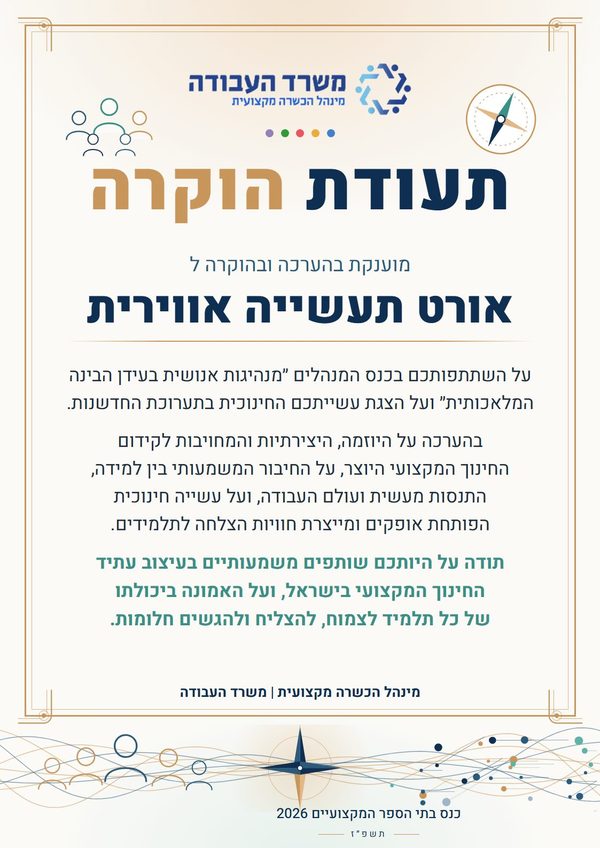 משרד העבודה
מינהל הכשרה מקצועית
תעודת הוקרה
מוענקת בהערכה ובהוקרה ל
אורט תעשייה אווירית
על השתתפותכם בכנס המנהלים "מנהיגות אנושית בעידן הבינה
המלאכותית" ועל הצגת עשייתכם החינוכית בתערוכת החדשנות.
בהערכה על היוזמה, היצירתיות והמחויבות לקידום
החינוך המקצועי היוצר, על החיבור המשמעותי בין למידה,
התנסות מעשית ועולם העבודה, ועל עשייה חינוכית
הפותחת אופקים ומייצרת חוויות הצלחה לתלמידים.
תודה על היותכם שותפים משמעותיים בעיצוב עתיד
החינוך המקצועי בישראל, ועל האמונה ביכולתו
של כל תלמיד לצמוח, להצליח ולהגשים חלומות.
מינהל הכשרה מקצועית | משרד העבודה
כנס בתי הספר המקצועיים 2026
תשפ"ז